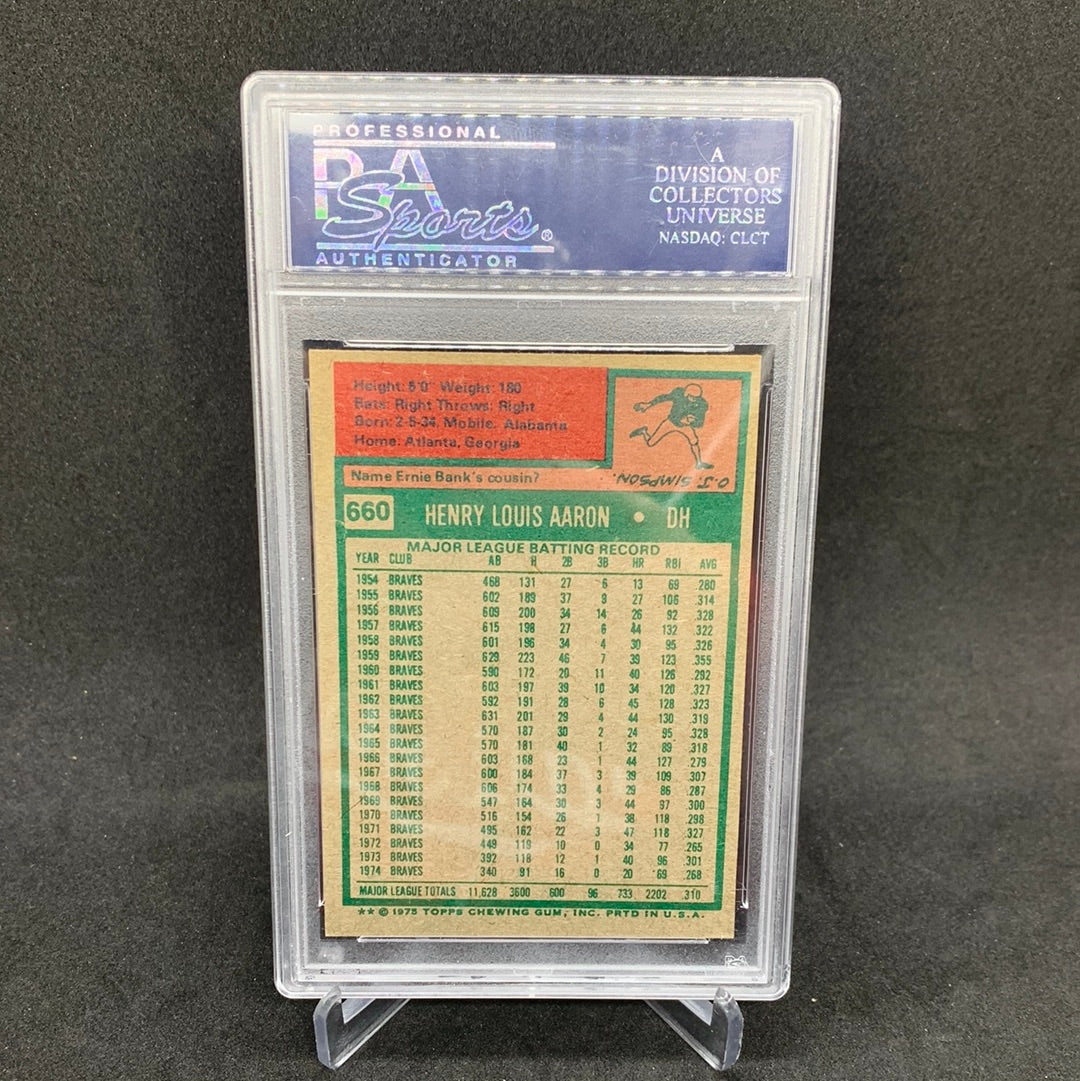 PROFESSIONAL
PSA
Sports®
AUTHENTICATOR
A
DIVISION OF
COLLECTORS
UNIVERSE
NASDAQ: CLCT
Height: 6'0" Weight: 180
Bats: Right Throws: Right
Born: 2-5-34, Mobile, Alabama
Home: Atlanta, Georgia
Name Ernie Bank's cousin?
O.J. SIMPSON.
660 HENRY LOUIS AARON • DH
MAJOR LEAGUE BATTING RECORD
YEAR CLUB AB H 2B 3B HR RBI AVG
1954 BRAVES 468 131 27 6 13 69 .280
1955 BRAVES 602 189 37 9 27 106 .314
1956 BRAVES 609 200 34 14 26 92 .328
1957 BRAVES 615 198 27 6 44 132 .322
1958 BRAVES 601 196 34 4 30 95 .326
1959 BRAVES 629 223 46 7 39 123 .355
1960 BRAVES 590 172 20 11 40 126 .292
1961 BRAVES 603 197 39 10 34 120 .327
1962 BRAVES 592 191 28 6 45 128 .323
1963 BRAVES 631 201 29 4 44 130 .319
1964 BRAVES 570 187 30 2 24 95 .328
1965 BRAVES 570 181 40 1 32 89 .318
1966 BRAVES 603 168 23 1 44 127 .279
1967 BRAVES 600 184 37 3 39 109 .307
1968 BRAVES 606 174 33 4 29 86 .287
1969 BRAVES 547 164 30 3 44 97 .300
1970 BRAVES 516 154 26 1 38 118 .298
1971 BRAVES 495 162 22 3 47 118 .327
1972 BRAVES 449 119 10 0 34 77 .265
1973 BRAVES 392 118 12 1 40 96 .301
1974 BRAVES 340 91 16 0 20 69 .268
MAJOR LEAGUE TOTALS 11,628 3600 600 96 733 2202 .310
** © 1975 TOPPS CHEWING GUM, INC. PRTD IN U.S.A.